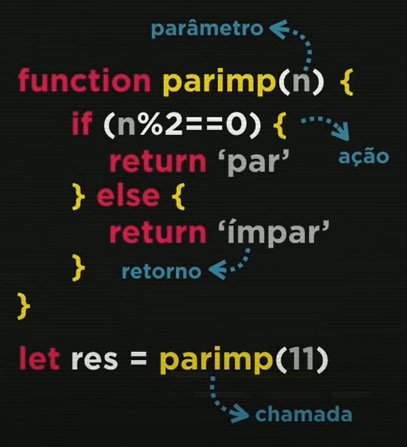 parâmetro
function parimp(n) {
if (n%2==0) {
ação
return ‘par’
} else {
return ‘ímpar’
}
retorno
}
let res = parimp(11)
chamada